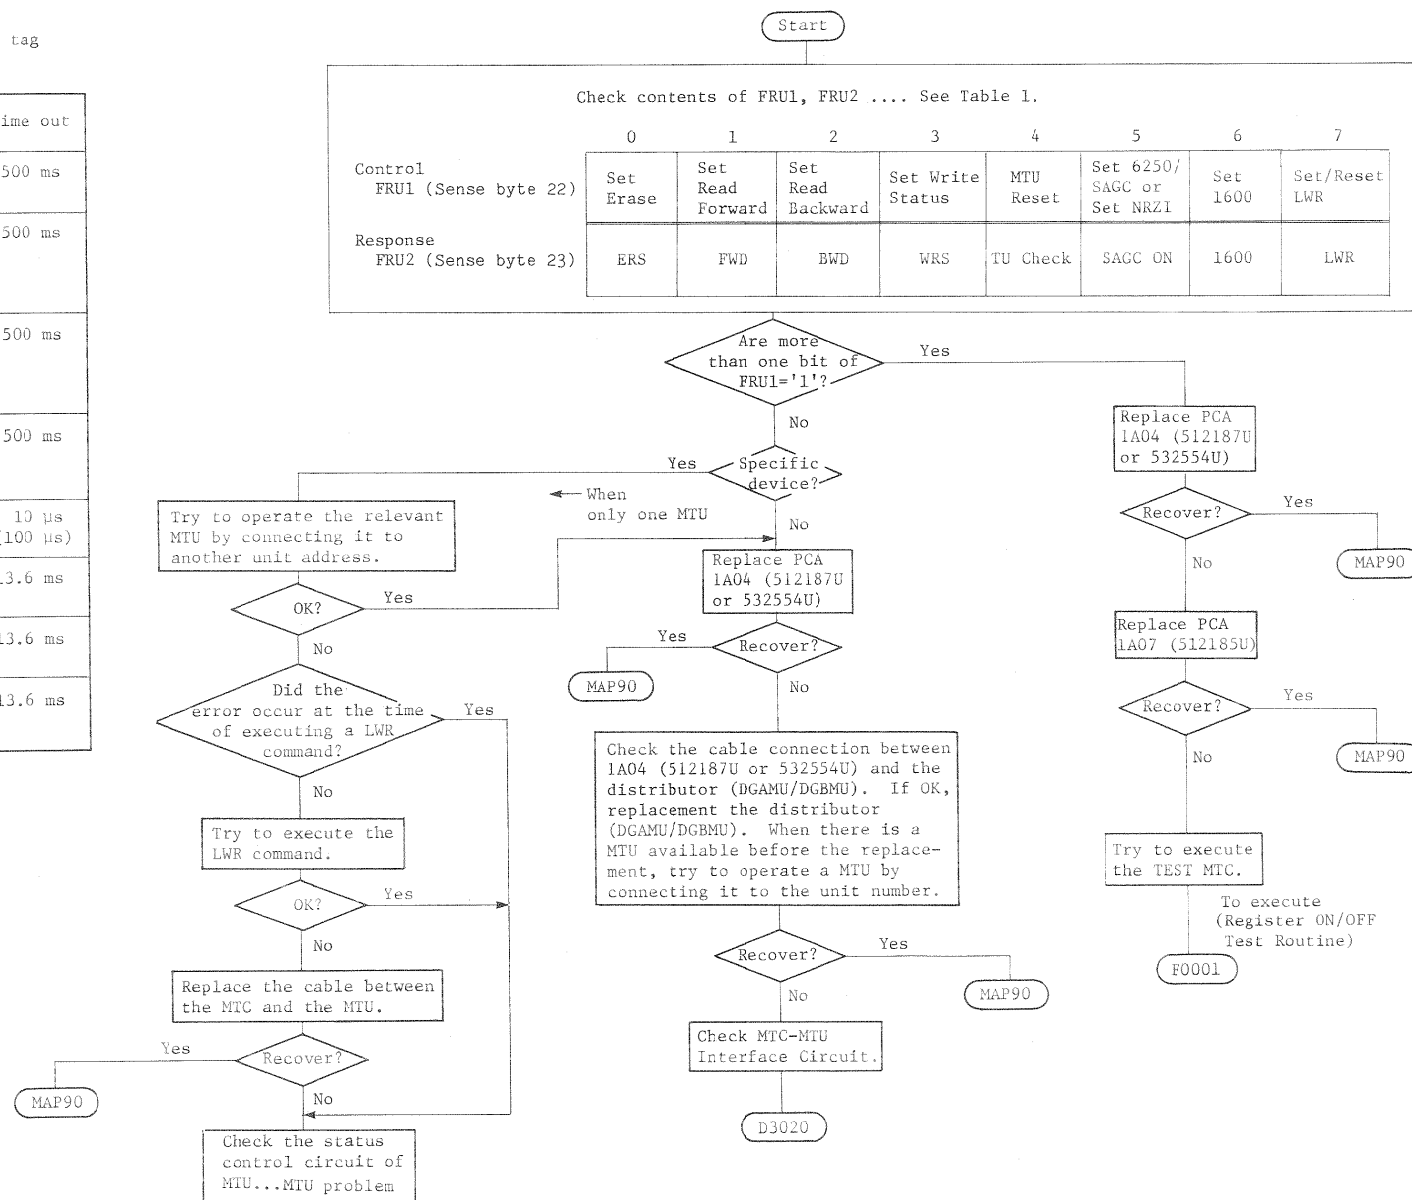 tag
ime out
500 ms
500 ms
500 ms
500 ms
10 µs
(100 µs)
13.6 ms
13.6 ms
13.6 ms
Start
Check contents of FRU1, FRU2 .... See Table 1.
0 1 2 3 4 5 6 7
Control
FRU1 (Sense byte 22)
Set
Erase
Set
Read
Forward
Set
Read
Backward
Set Write
Status
MTU
Reset
Set 6250/
SAGC or
Set NRZI
Set
1600
Set/Reset
LWR
Response
FRU2 (Sense byte 23)
ERS
FWD
BWD
WRS
TU Check
SAGC ON
1600
LWR
Are more
than one bit of
FRU1='1'?
Yes
No
Specific
device?
Yes
When
only one MTU
No
Try to operate the relevant
MTU by connecting it to
another unit address.
OK?
Yes
No
Did the
error occur at the time
of executing a LWR
command?
Yes
No
Try to execute the
LWR command.
OK?
Yes
No
Replace the cable between
the MTC and the MTU.
Recover?
Yes
MAP90
No
Check the status
control circuit of
MTU...MTU problem
Replace PCA
1A04 (512187U
or 532554U)
Recover?
Yes
MAP90
No
Check the cable connection between
1A04 (512187U or 532554U) and the
distributor (DGAMU/DGBMU). If OK,
replacement the distributor
(DGAMU/DGBMU). When there is a
MTU available before the replace-
ment, try to operate a MTU by
connecting it to the unit number.
Recover?
Yes
MAP90
No
Check MTC-MTU
Interface Circuit.
D3020
Replace PCA
1A04 (512187U
or 532554U)
Recover?
Yes
MAP90
No
Replace PCA
1A07 (512185U)
Recover?
Yes
MAP90
No
Try to execute
the TEST MTC.
To execute
(Register ON/OFF
Test Routine)
F0001